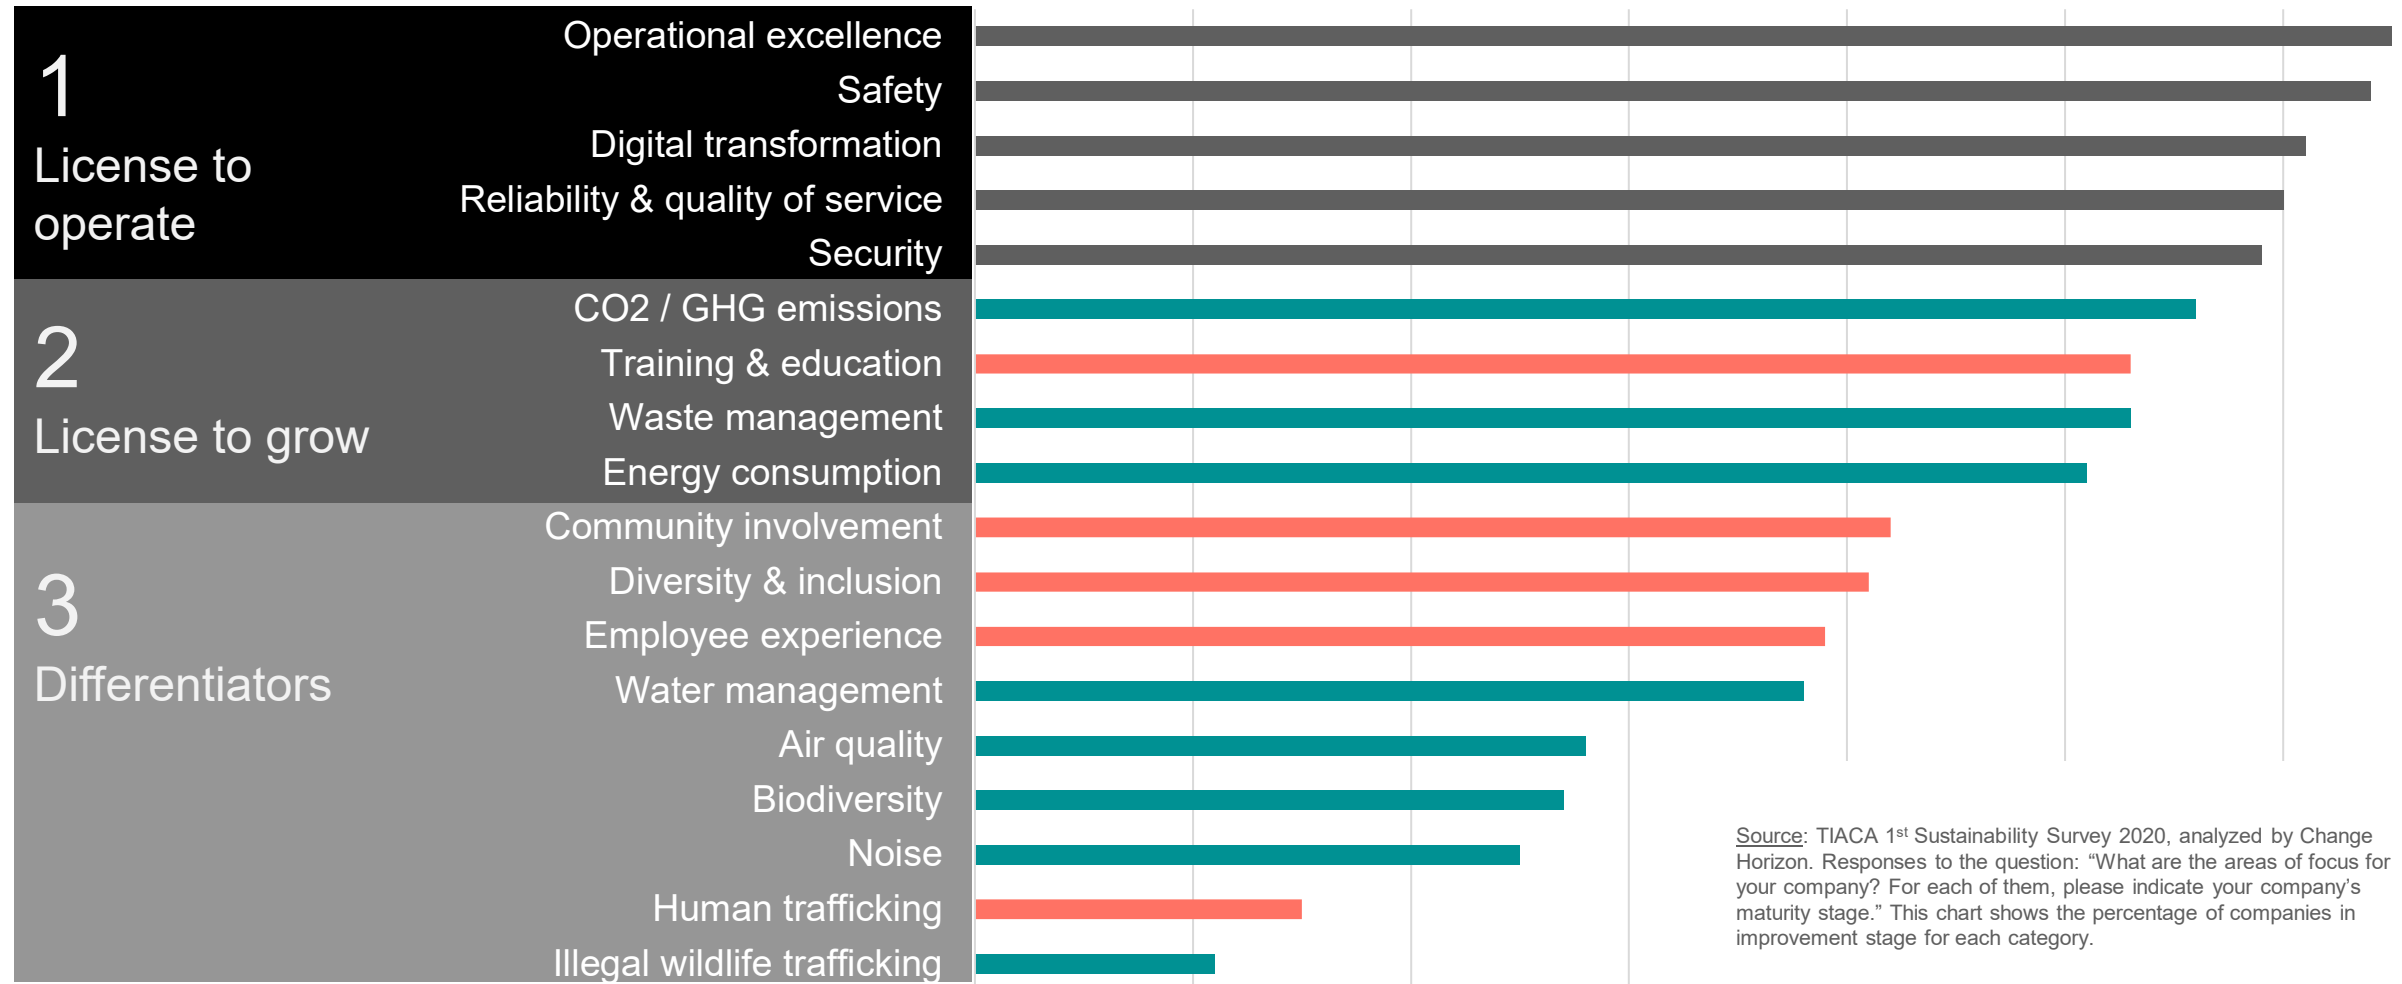 1
License to
operate
Operational excellence
Safety
Digital transformation
Reliability & quality of service
Security
2
License to grow
CO2 / GHG emissions
Training & education
Waste management
Energy consumption
3
Differentiators
Community involvement
Diversity & inclusion
Employee experience
Water management
Air quality
Biodiversity
Noise
Human trafficking
Illegal wildlife trafficking
Source: TIACA 1st Sustainability Survey 2020, analyzed by Change
Horizon. Responses to the question: “What are the areas of focus for
your company? For each of them, please indicate your company’s
maturity stage.” This chart shows the percentage of companies in
improvement stage for each category.